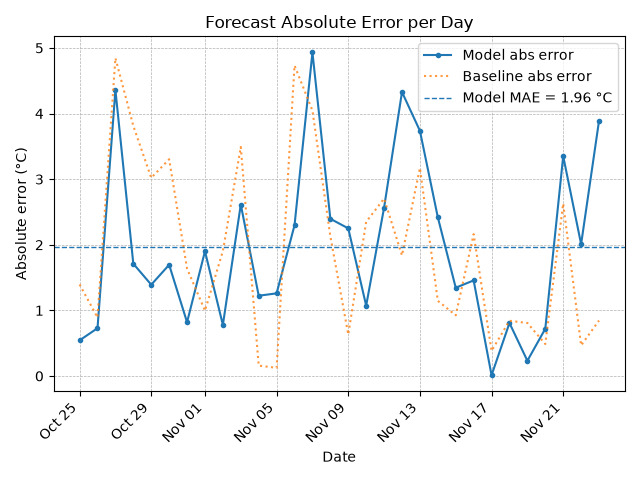 Forecast Absolute Error per Day
Model abs error
Baseline abs error
Model MAE = 1.96 °C
Absolute error (°C)
5
4
3
2
1
0
Oct 25
Oct 29
Nov 01
Nov 05
Nov 09
Nov 13
Nov 17
Nov 21
Date